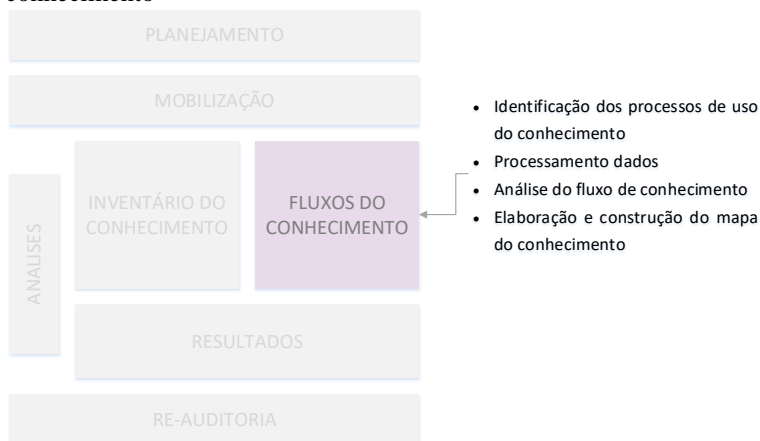 PLANEJAMENTO
MOBILIZAÇÃO
INVENTÁRIO DO
CONHECIMENTO
FLUXOS DO
CONHECIMENTO
ANALISES
RESULTADOS
RE-AUDITORIA
• Identificação dos processos de uso
do conhecimento
• Processamento dados
• Análise do fluxo de conhecimento
• Elaboração e construção do mapa
do conhecimento